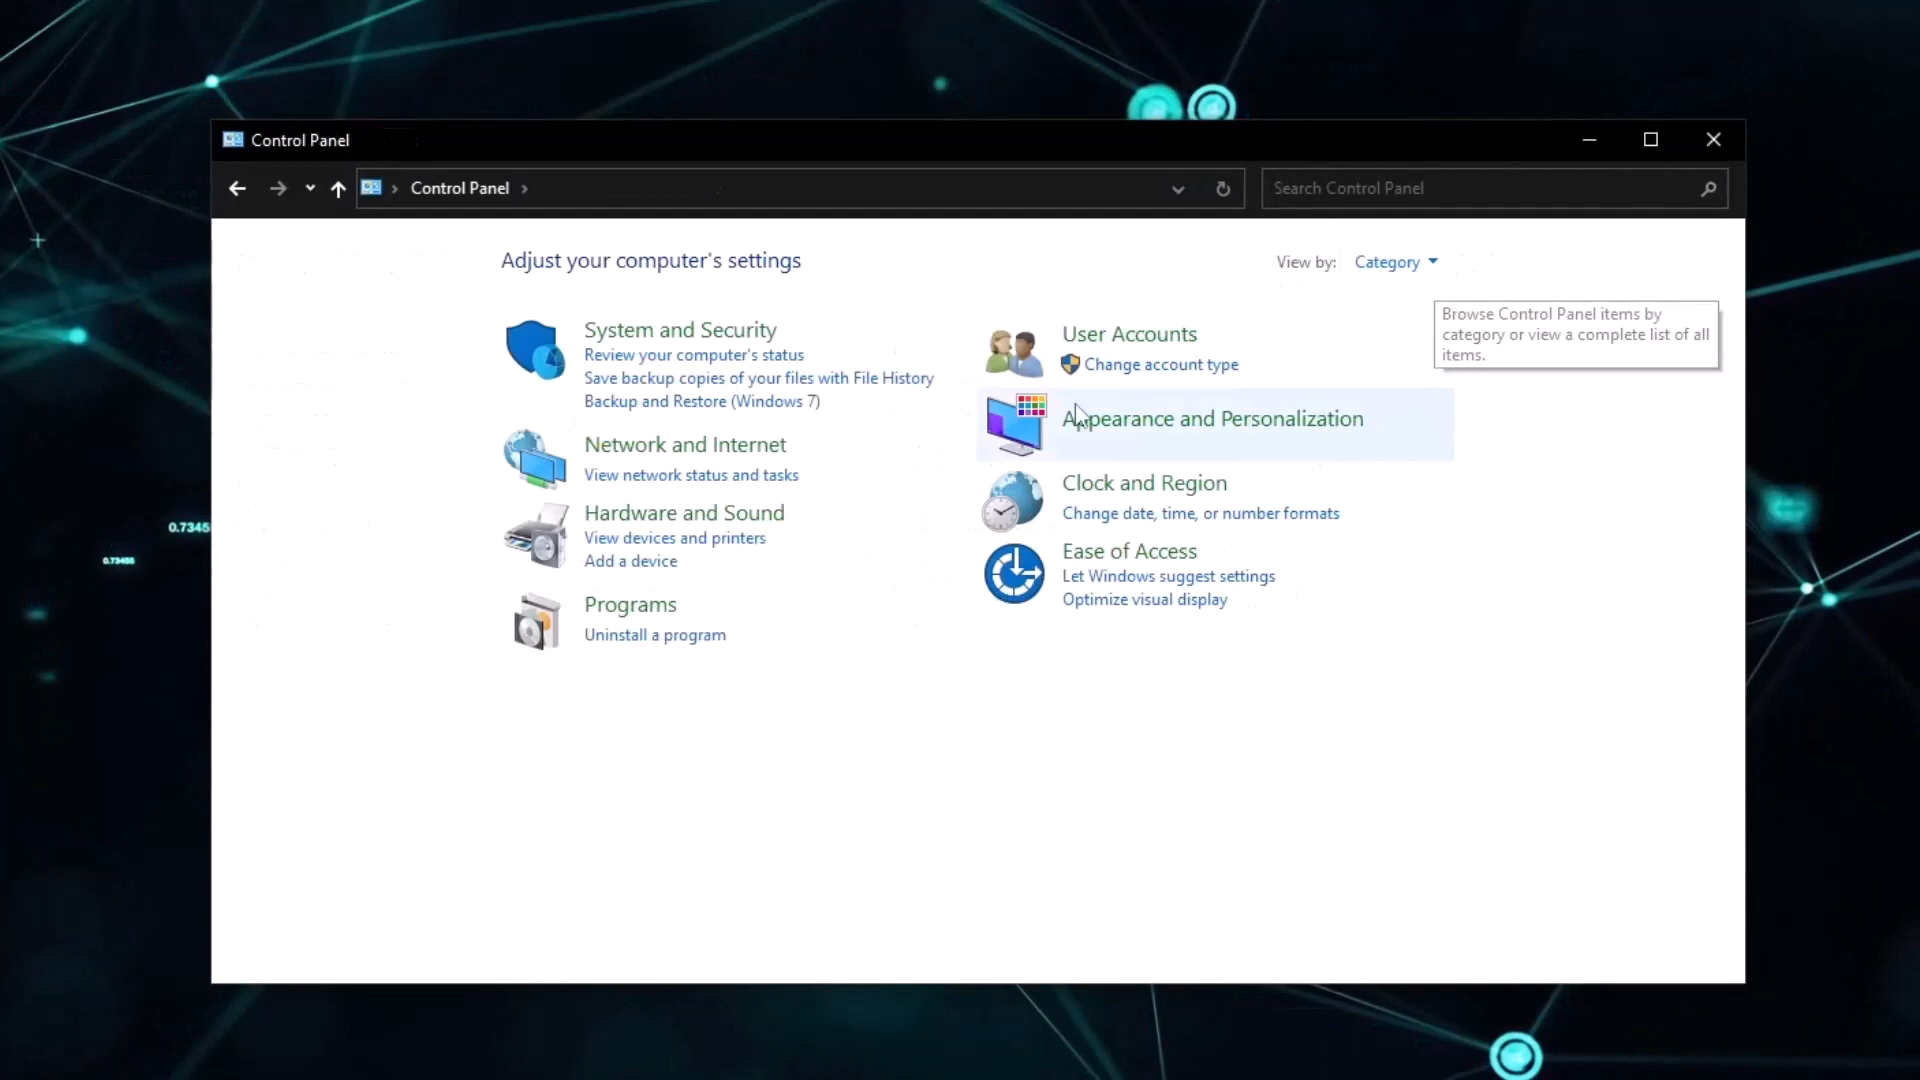 Control Panel
Control Panel
Search Control Panel
Adjust your computer's settings
View by: Category
System and Security
Review your computer's status
Save backup copies of your files with File History
Backup and Restore (Windows 7)
Network and Internet
View network status and tasks
Hardware and Sound
View devices and printers
Add a device
Programs
Uninstall a program
User Accounts
Change account type
Appearance and Personalization
Clock and Region
Change date, time, or number formats
Ease of Access
Let Windows suggest settings
Optimize visual display
Browse Control Panel items by
category or view a complete list of all
items.
0.7345
0.73455